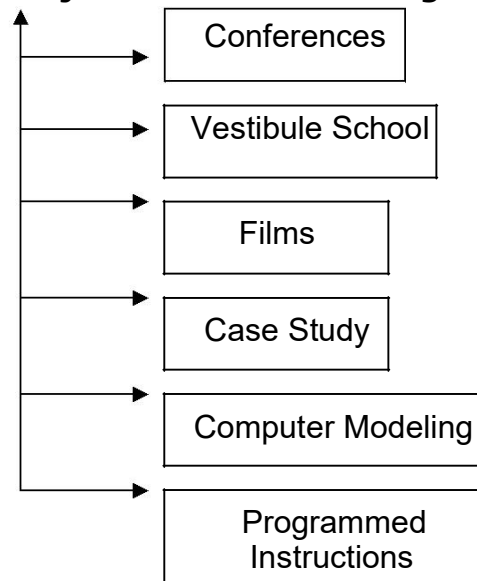 Conferences
Vestibule School
Films
Case Study
Computer Modeling
Programmed
Instructions